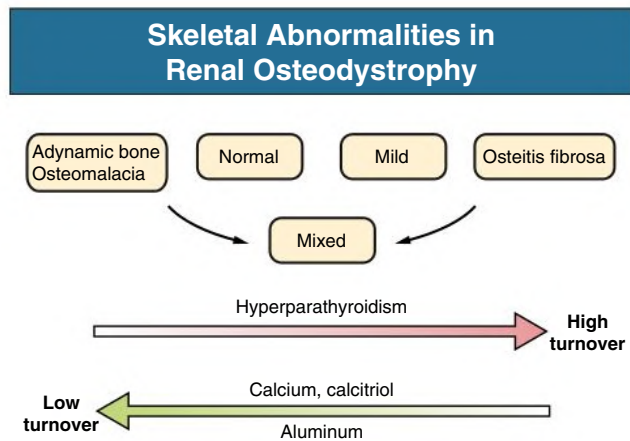 Skeletal Abnormalities in
Renal Osteodystrophy
Adynamic bone
Osteomalacia
Normal
Mild
Osteitis fibrosa
Mixed
Hyperparathyroidism
High
turnover
Calcium, calcitriol
Low
turnover
Aluminum